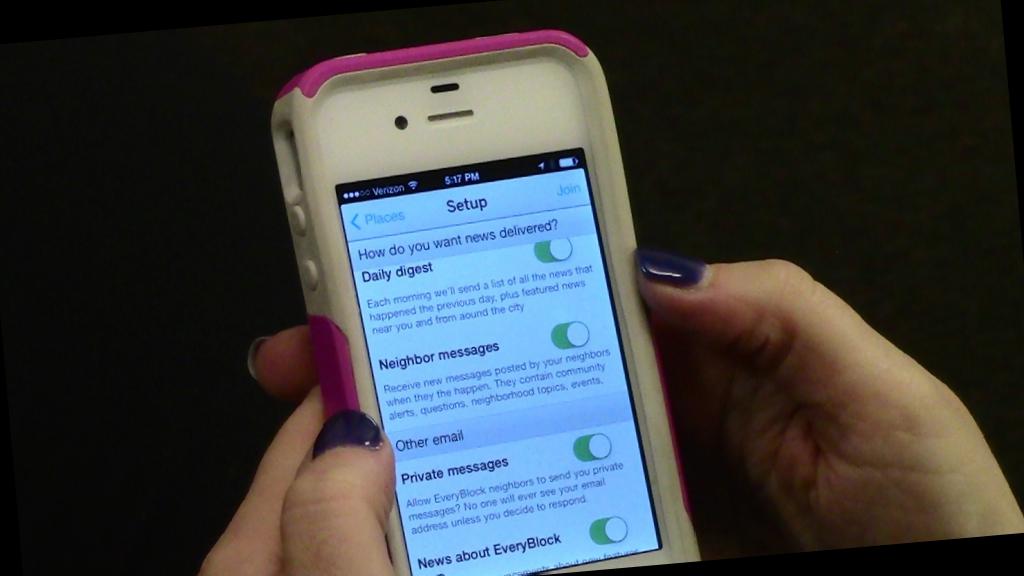 Verizon 5:17 PM
Places Setup Join
How do you want news delivered?
Daily digest
Each morning we'll send a list of all the news that
happened the previous day, plus featured news
near you and from aound the city
Neighbor messages
Receive new messages posted by your neighbors
when they the happen. They contain community
alerts, questions, neighborhood topics, events,
Other email
Private messages
Allow EveryBlock neighbors to send you private
messages? No one will ever see your email
address unless you decide to respond.
News about EveryBlock
about new features